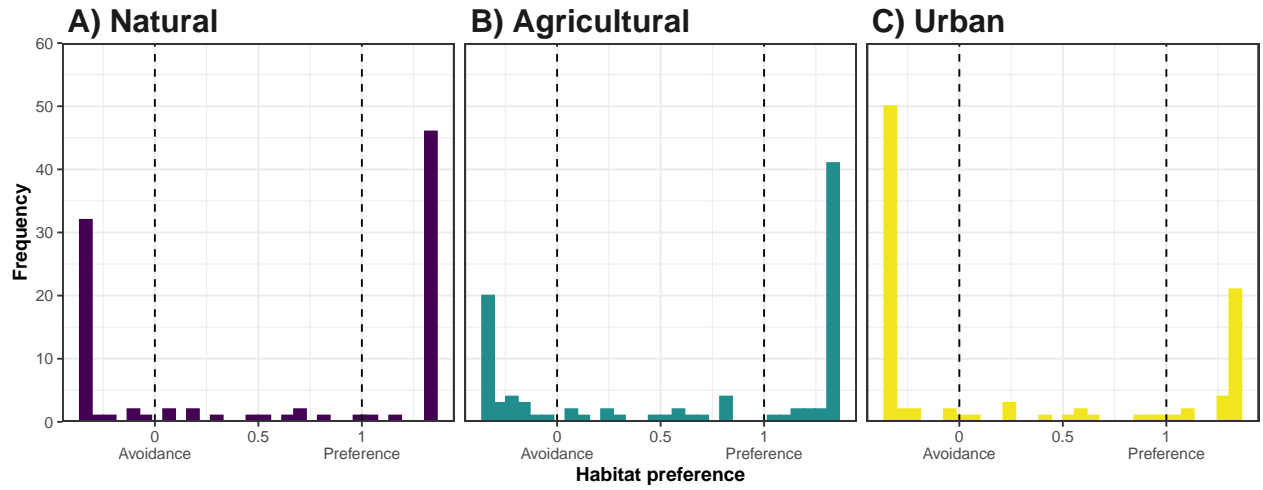 A) Natural
B) Agricultural
C) Urban
Frequency
60
50
40
30
20
10
0
0 0.5 1
Avoidance Preference
0 0.5 1
Avoidance Preference
0 0.5 1
Avoidance Preference
Habitat preference